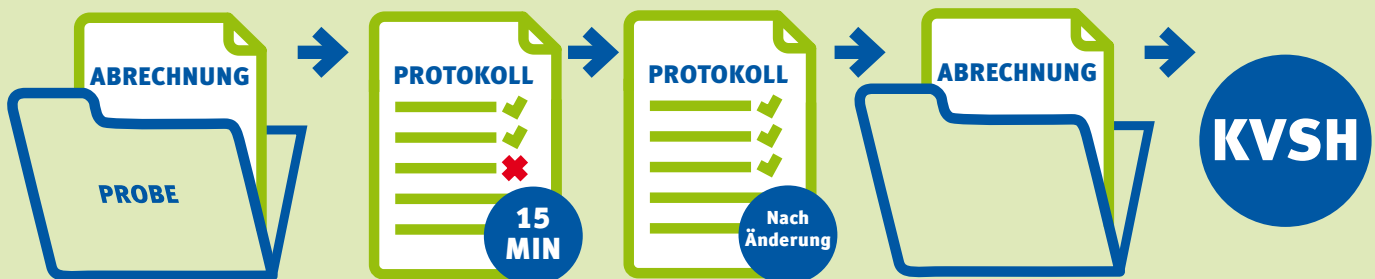 ABRECHNUNG
PROBE
PROTOKOLL
15
MIN
PROTOKOLL
Nach
Änderung
ABRECHNUNG
KVSH